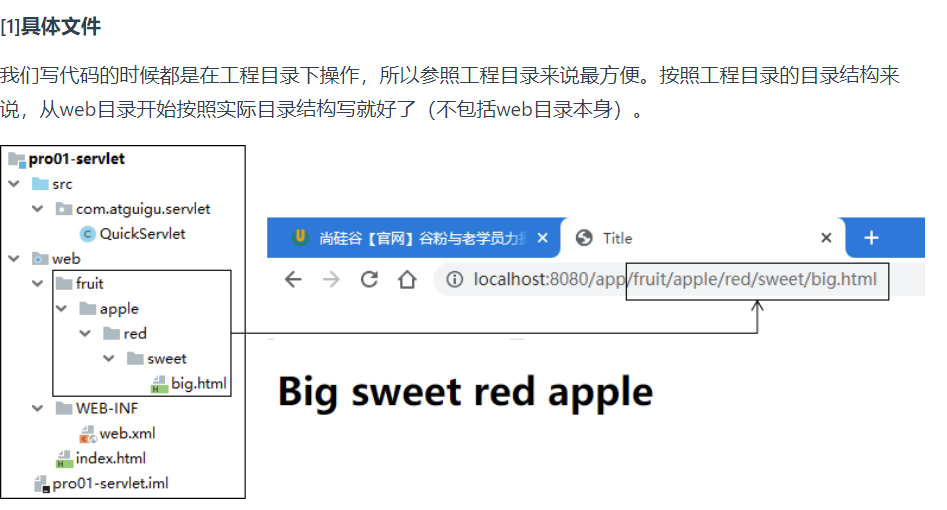 [1]具体文件
我们写代码的时候都是在工程目录下操作，所以参照工程目录来说最方便。按照工程目录的目录结构来
说，从web目录开始按照实际目录结构写就好了（不包括web目录本身）。
pro01-servlet
src
com.atguigu.servlet
QuickServlet
web
fruit
apple
red
sweet
big.html
WEB-INF
web.xml
index.html
pro01-servlet.iml
尚硅谷【官网】谷粉与老学员力
Title
localhost:8080/app/fruit/apple/red/sweet/big.html
Big sweet red apple